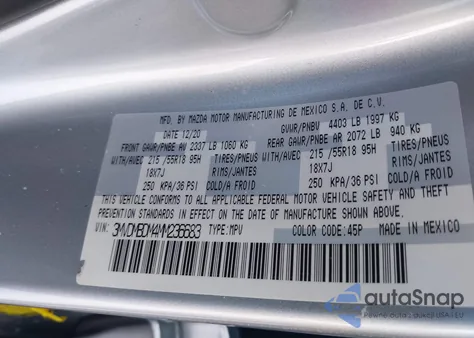 MFD. BY MAZDA MOTOR MANUFACTURING DE MEXICO S.A. DE C.V.
DATE 12/20 GVWR/PNBV 4403 LB 1997 KG
FRONT GAWR/PNBE AV 2337 LB 1060 KG REAR GAWR/PNBE AR 2072 LB 940 KG
WITH/AVEC 215/55R18 95H TIRES/PNEUS WITH/AVEC 215/55R18 95H TIRES/PNEUS
18X7J RIMS/JANTES 18X7J RIMS/JANTES
250 KPA/36 PSI COLD/A FROID 250 KPA/36 PSI COLD/A FROID
THIS VEHICLE CONFORMS TO ALL APPLICABLE FEDERAL MOTOR VEHICLE SAFETY AND THEFT
PREVENTION STANDARDS IN EFFECT ON THE DATE OF MANUFACTURE SHOWN ABOVE.
VIN: TYPE: MPV COLOR CODE: 45P MADE IN MEXICO
autoSnap
Pewne auto dukcji USA i EU